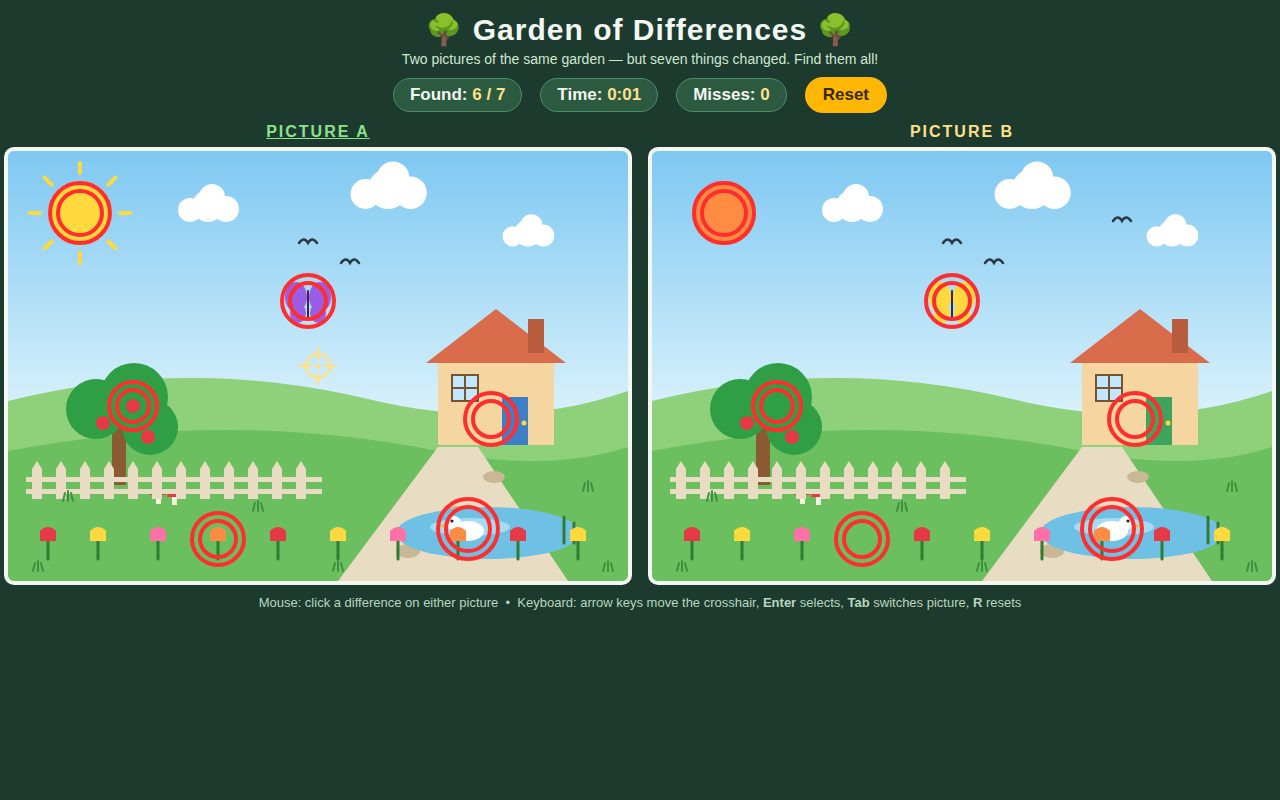 Garden of Differences
Two pictures of the same garden — but seven things changed. Find them all!
Found: 6 / 7
Time: 0:01
Misses: 0
Reset
PICTURE A
PICTURE B
Mouse: click a difference on either picture • Keyboard: arrow keys move the crosshair, Enter selects, Tab switches picture, R resets